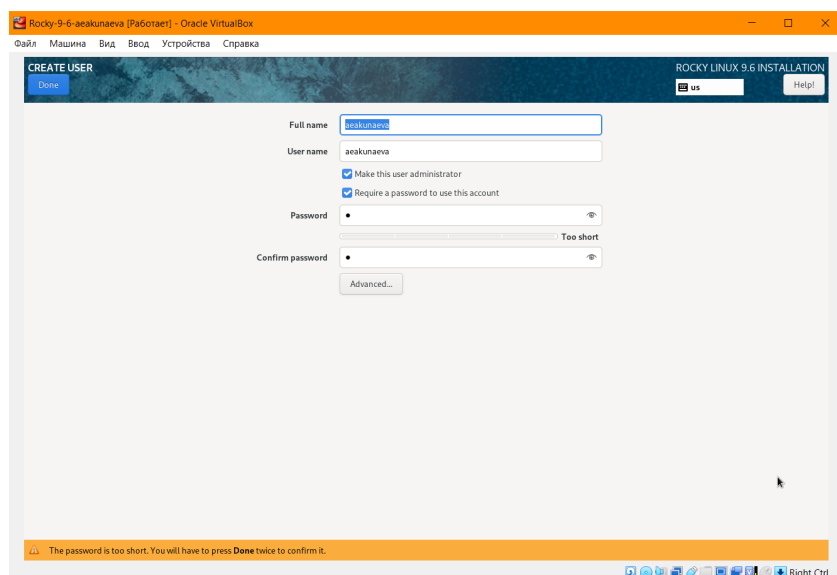 Rocky-9-6-aeakunaeva [Работает] - Oracle VirtualBox
Файл Машина Вид Ввод Устройства Справка
CREATE USER
ROCKY LINUX 9.6 INSTALLATION
Done
us
Help!
Full name aeakunaeva
User name aeakunaeva
Make this user administrator
Require a password to use this account
Password
Too short
Confirm password
Advanced...
The password is too short. You will have to press Done twice to confirm it.
Right Ctrl